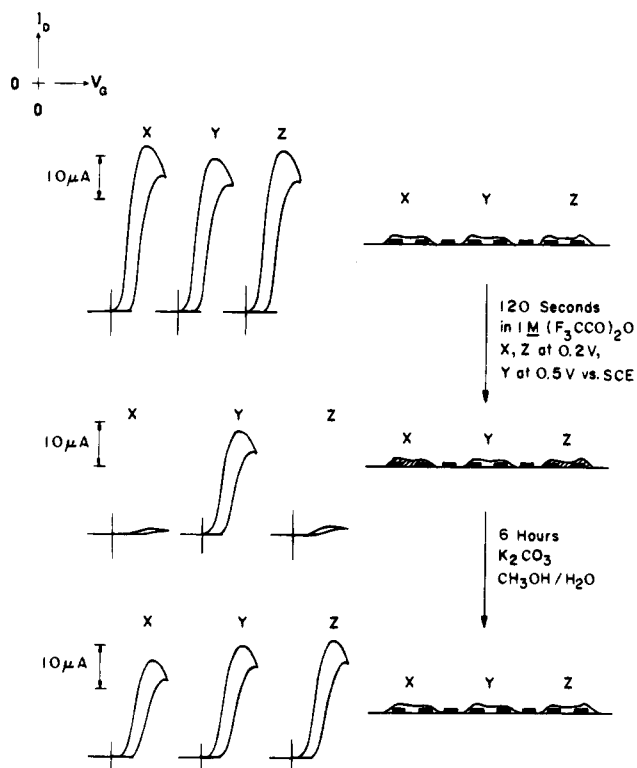 I_D
0
V_G
0
X Y Z
10μA
X Y Z
120 Seconds
in 1 M (F3CCO)2O
X, Z at 0.2V,
Y at 0.5 V vs. SCE
X Y Z
10μA
X Y Z
6 Hours
K2CO3
CH3OH/H2O
X Y Z
10μA
X Y Z